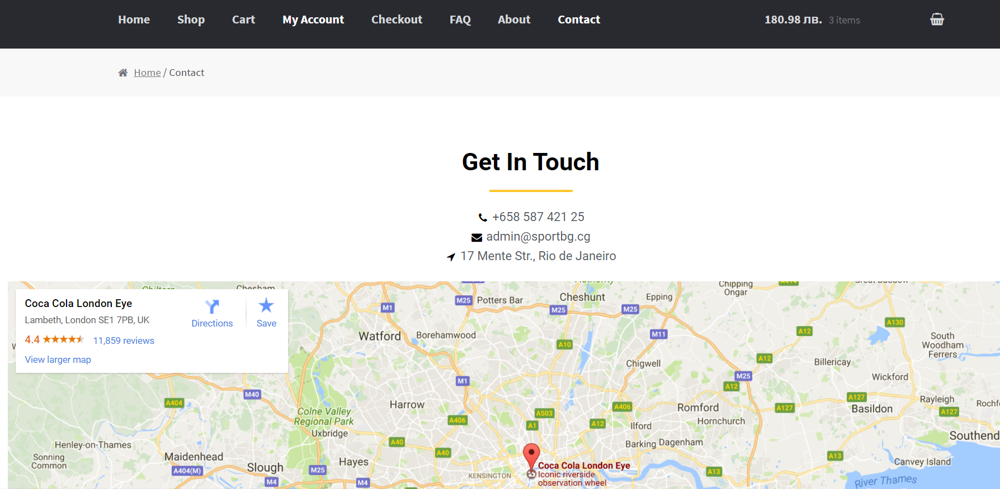 Home Shop Cart My Account Checkout FAQ About Contact 180.98 лв. 3 items
Home / Contact
Get In Touch
+658 587 421 25
admin@sportbg.cg
17 Mente Str., Rio de Janeiro
Coca Cola London Eye
Lambeth, London SE1 7PB, UK
4.4 11,859 reviews
View larger map
Directions
Save
Chesham
Potters Bar
Cheshunt
Epping
Chipping
Ongar
M25
M1
M25
M25
A130
A12
M11
A10
Watford
Borehamwood
South
Woodham
Ferrers
Chigwell
A12
Billericay
M25
Wickford
M1
A12
M40
A404
Harrow
A127
Rayleigh
A406
Romford
A127
Basildon
A127
Colne Valley
Regional Park
A503
A406
Hornchurch
A1
A12
Ilford
Uxbridge
Southend
A40
Barking
Dagenham
Henley-on-Thames
A40
Sonning
Common
Maidenhead
Hayes
A13
Canvey Island
Slough
Coca Cola London Eye
Iconic riverside
observation wheel
A404(M)
M25
KENSINGTON
A13
M4
M4
River Thames